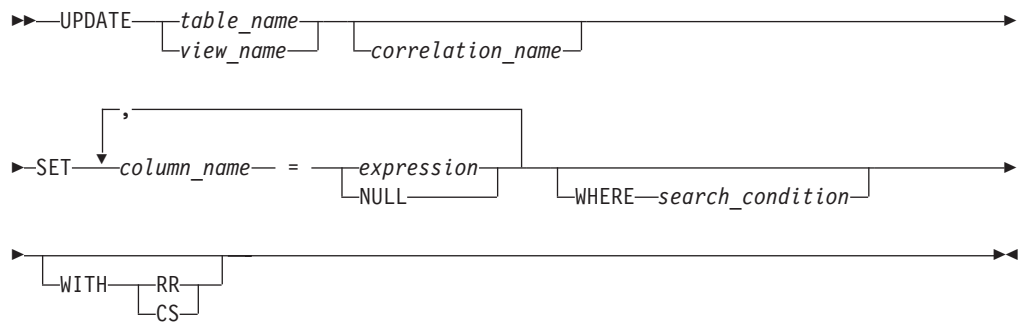 UPDATE table_name
view_name correlation_name
,
SET column_name = expression
NULL WHERE search_condition
WITH RR
CS